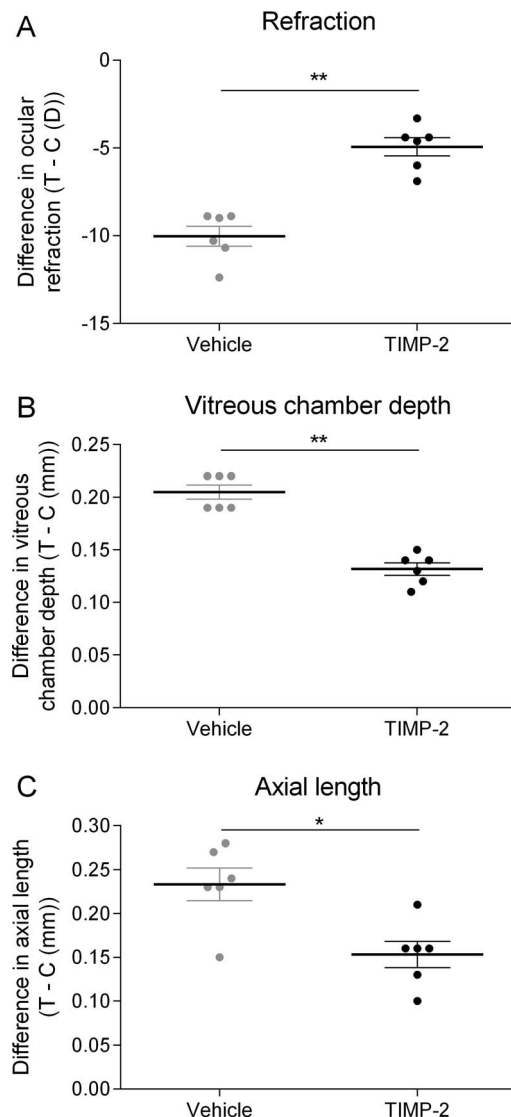 A
Refraction
Difference in ocular
refraction (T - C (D)
0
-5
-10
-15
**
Vehicle
TIMP-2
B
Vitreous chamber depth
Difference in vitreous
chamber depth (T - C (mm))
0.25
0.20
0.15
0.10
0.05
0.00
**
Vehicle
TIMP-2
C
Axial length
Difference in axial length
(T - C (mm))
0.30
0.25
0.20
0.15
0.10
0.05
0.00
*
Vehicle
TIMP-2